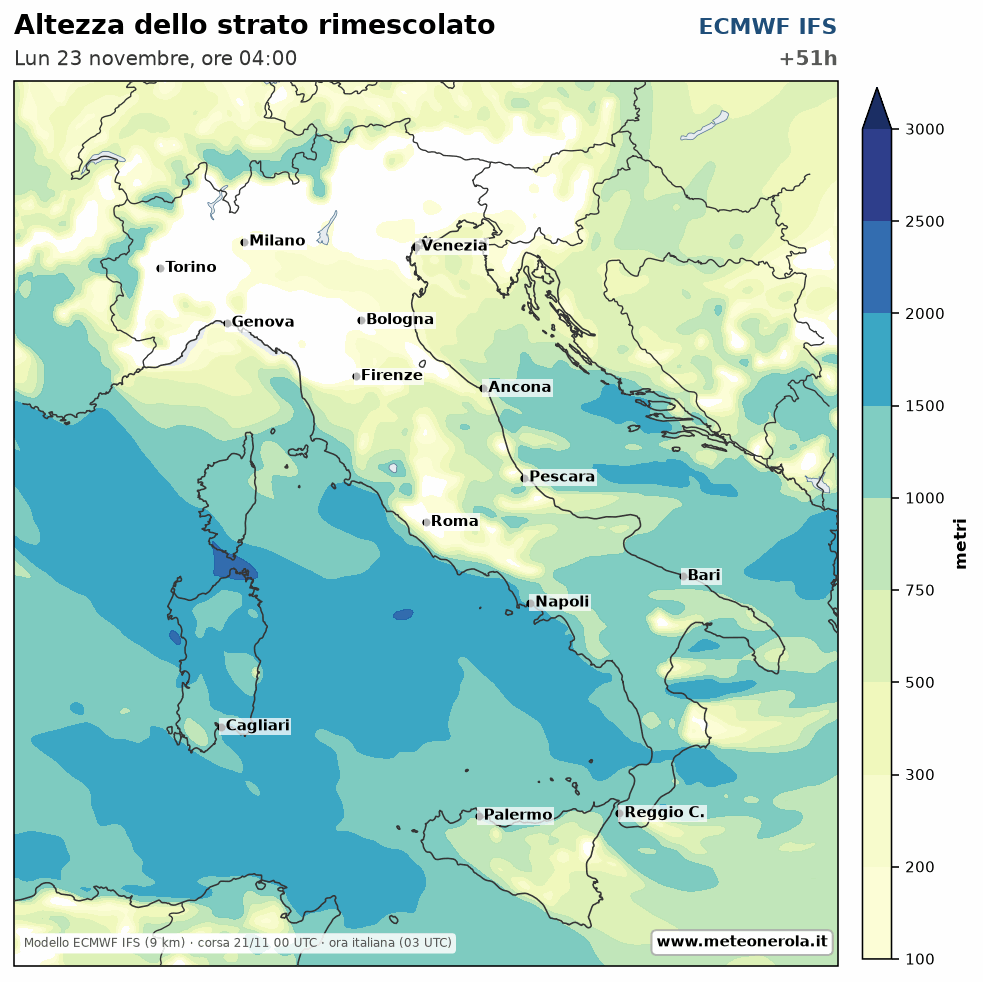 Altezza dello strato rimescolato
ECMWF IFS
Lun 23 novembre, ore 04:00
+51h
Milano
Venezia
Torino
Genova
Bologna
Firenze
Ancona
Pescara
Roma
Bari
Napoli
Cagliari
Palermo
Reggio C.
3000
2500
2000
1500
1000
750
500
300
200
100
metri
Modello ECMWF IFS (9 km) · corsa 21/11 00 UTC · ora italiana (03 UTC)
www.meteonerola.it